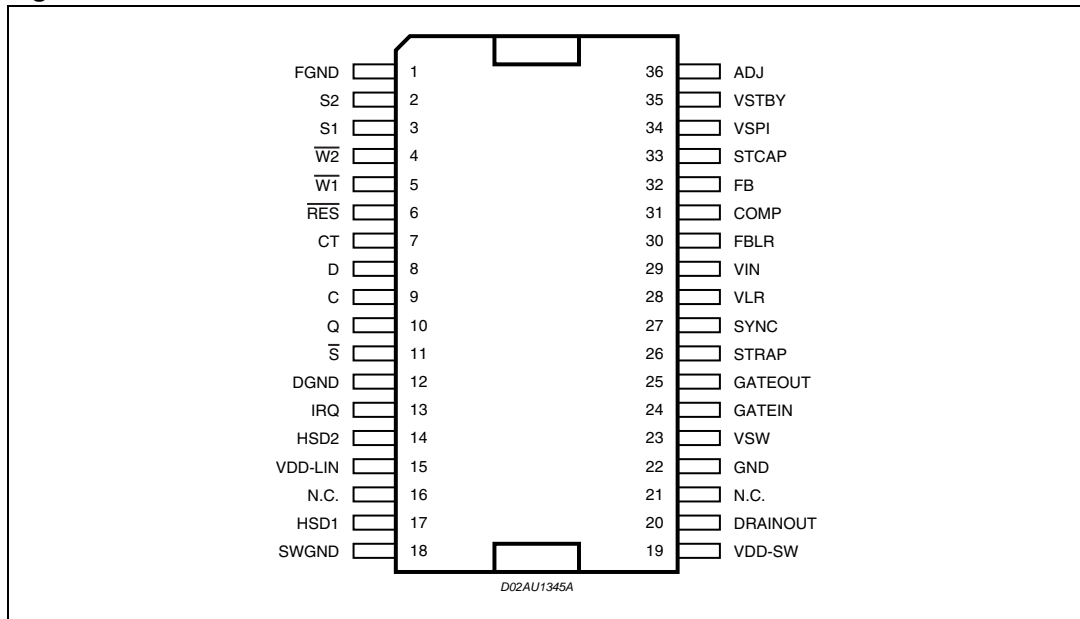 FGND 1 36 ADJ
S2 2 35 VSTBY
S1 3 34 VSPI
W̅2̅ 4 33 STCAP
W̅1̅ 5 32 FB
R̅E̅S̅ 6 31 COMP
CT 7 30 FBLR
D 8 29 VIN
C 9 28 VLR
Q 10 27 SYNC
S̅ 11 26 STRAP
DGND 12 25 GATEOUT
IRQ 13 24 GATEIN
HSD2 14 23 VSW
VDD-LIN 15 22 GND
N.C. 16 21 N.C.
HSD1 17 20 DRAINOUT
SWGND 18 19 VDD-SW
D02AU1345A